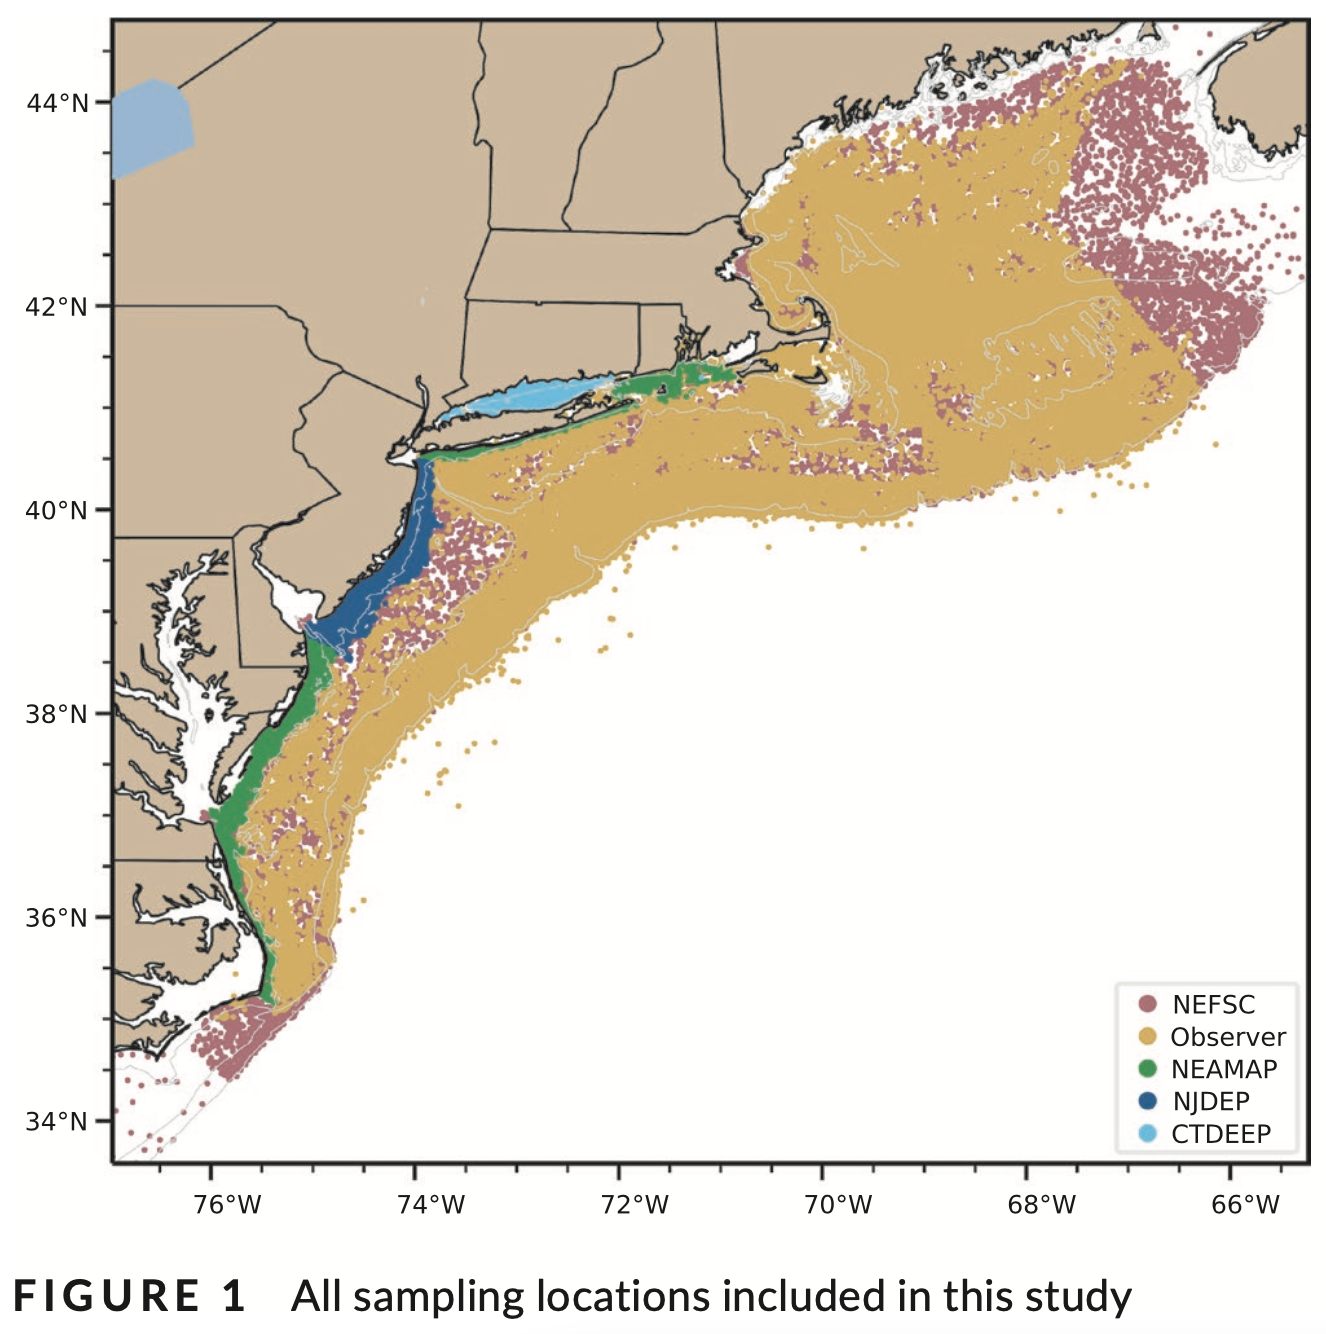 44°N
42°N
40°N
38°N
36°N
34°N
76°W 74°W 72°W 70°W 68°W 66°W
NEFSC
Observer
NEAMAP
NJDEP
CTDEEP
FIGURE 1 All sampling locations included in this study